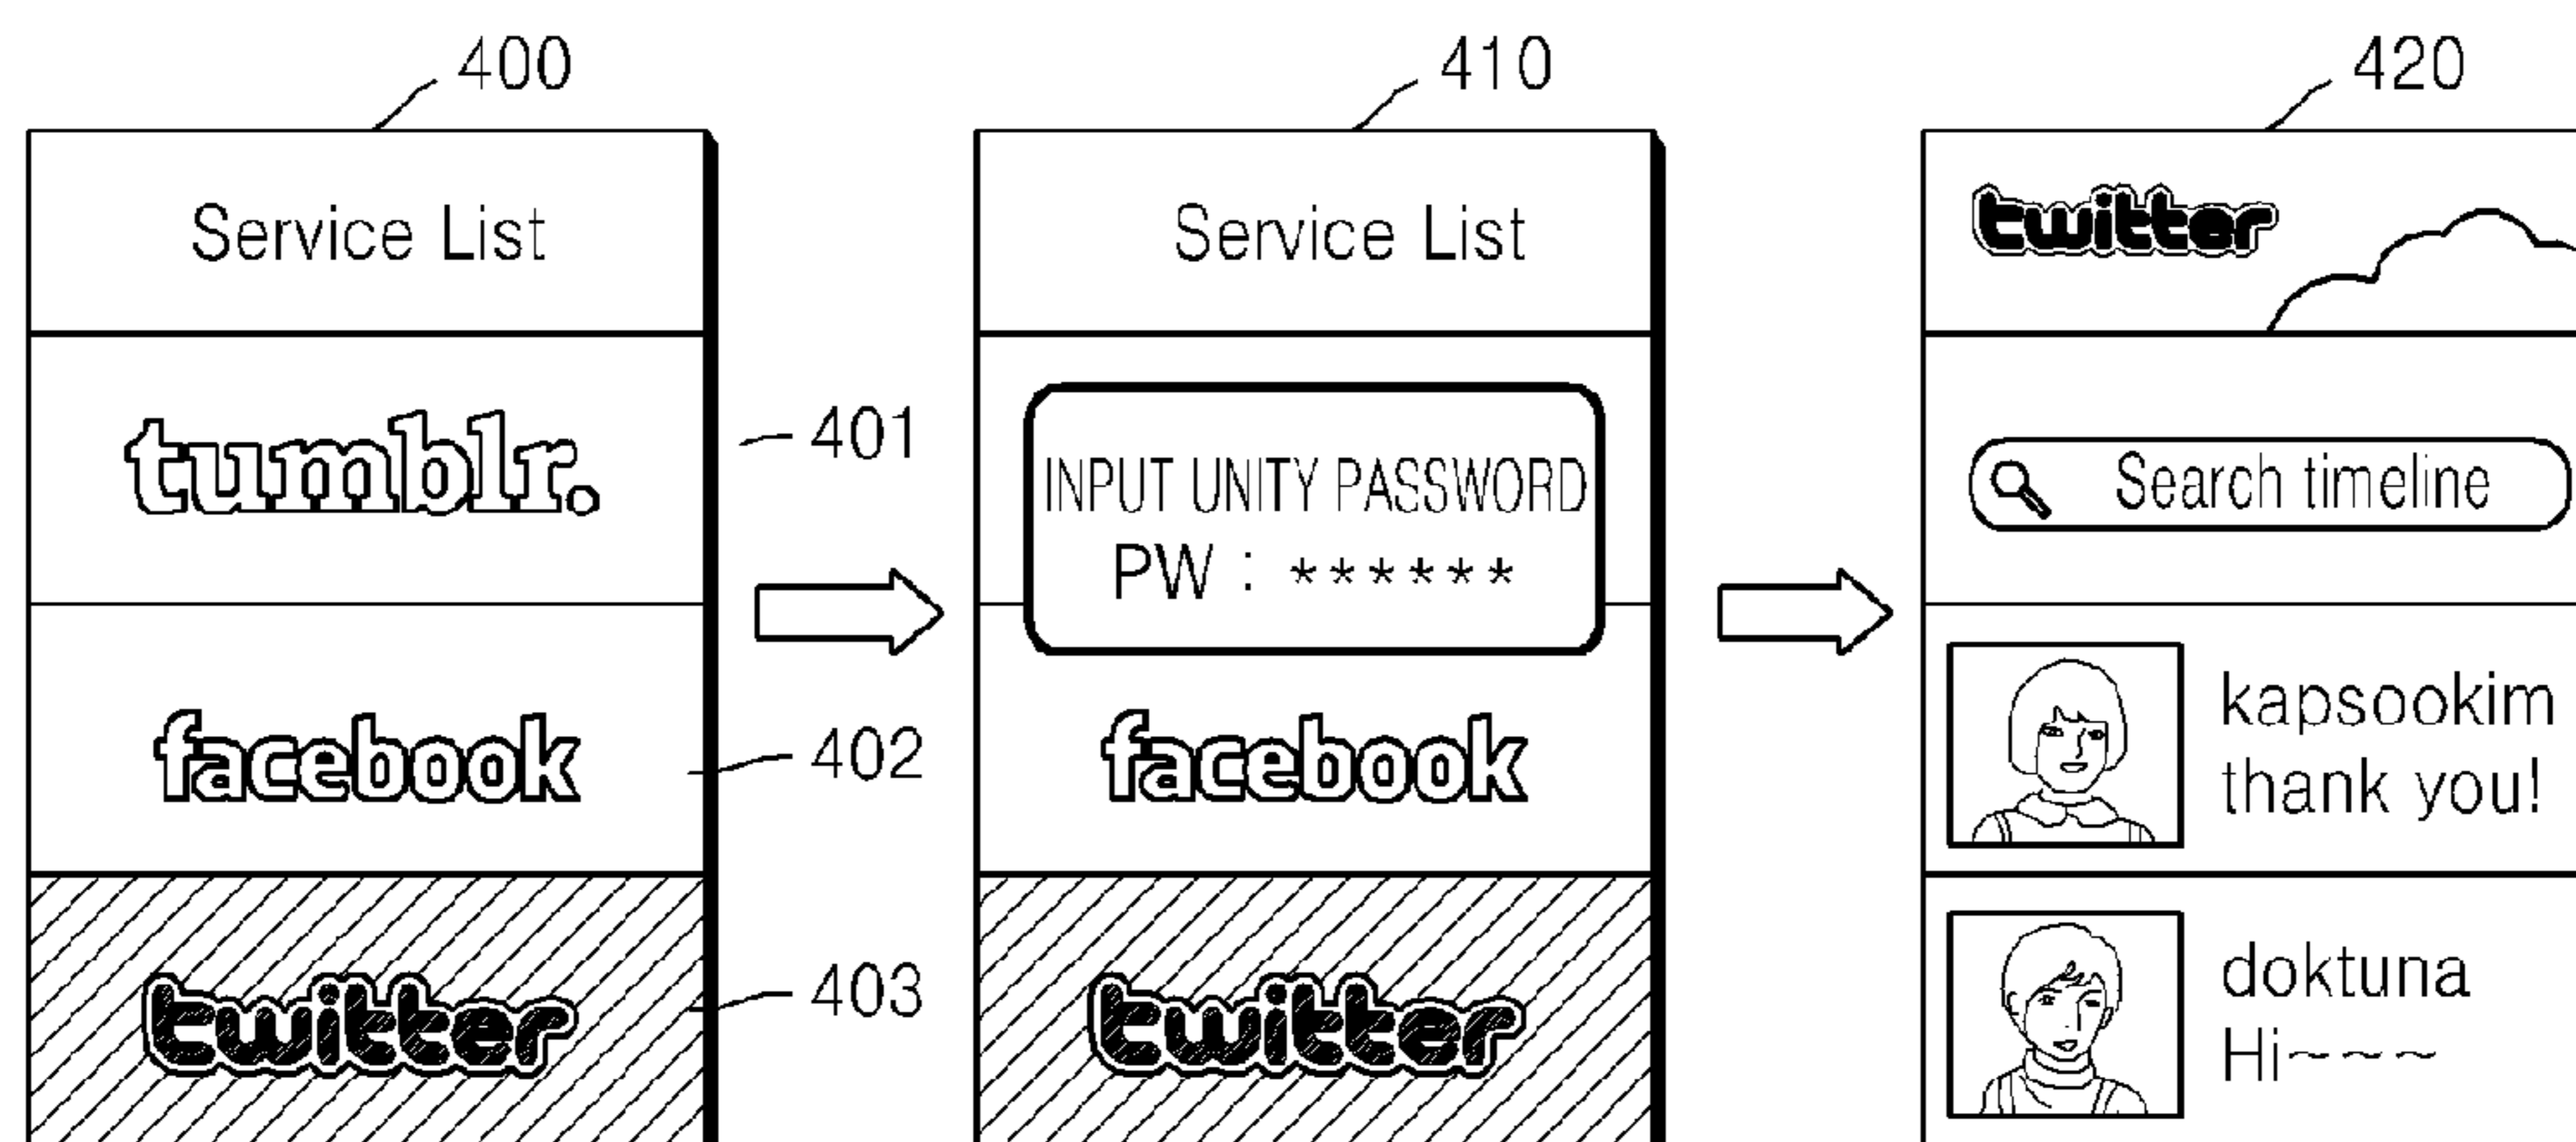 400
Service List
tumblr.
401
facebook
402
twitter
403
410
Service List
INPUT UNITY PASSWORD
PW : ******
facebook
twitter
420
twitter
Search timeline
kapsookim
thank you!
doktuna
Hi~~~